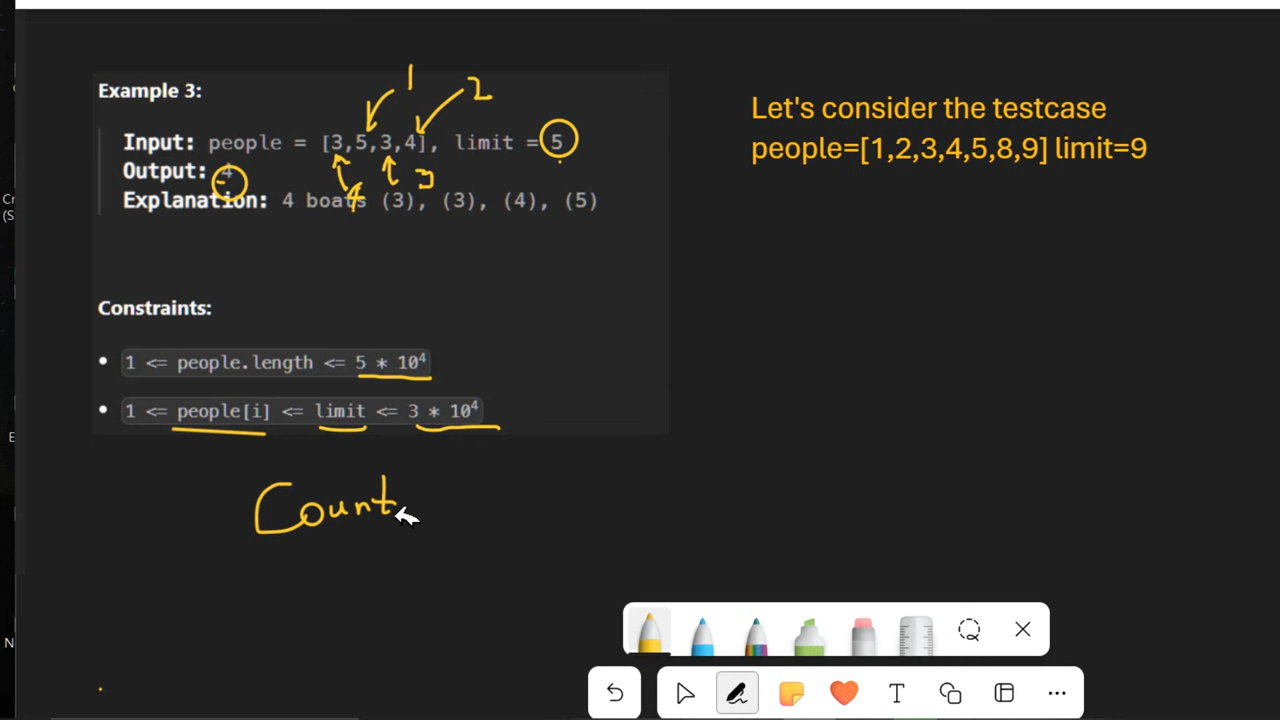 Example 3:
1
2
Input: people = [3,5,3,4], limit = 5
Output: 4
3
4
Explanation: 4 boats (3), (3), (4), (5)
Constraints:
1 <= people.length <= 5 * 10⁴
1 <= people[i] <= limit <= 3 * 10⁴
Count
Let's consider the testcase
people=[1,2,3,4,5,8,9] limit=9
Cr
(S
E
N
T